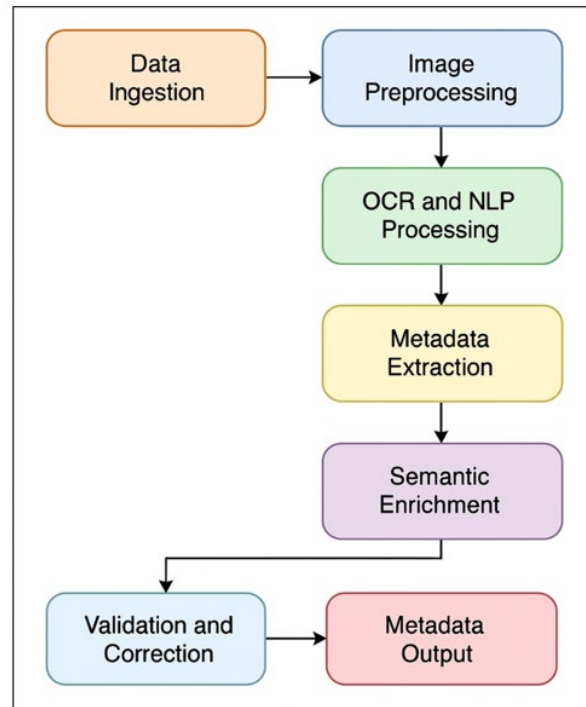 Data
Ingestion
Image
Preprocessing
OCR and NLP
Processing
Metadata
Extraction
Semantic
Enrichment
Validation and
Correction
Metadata
Output